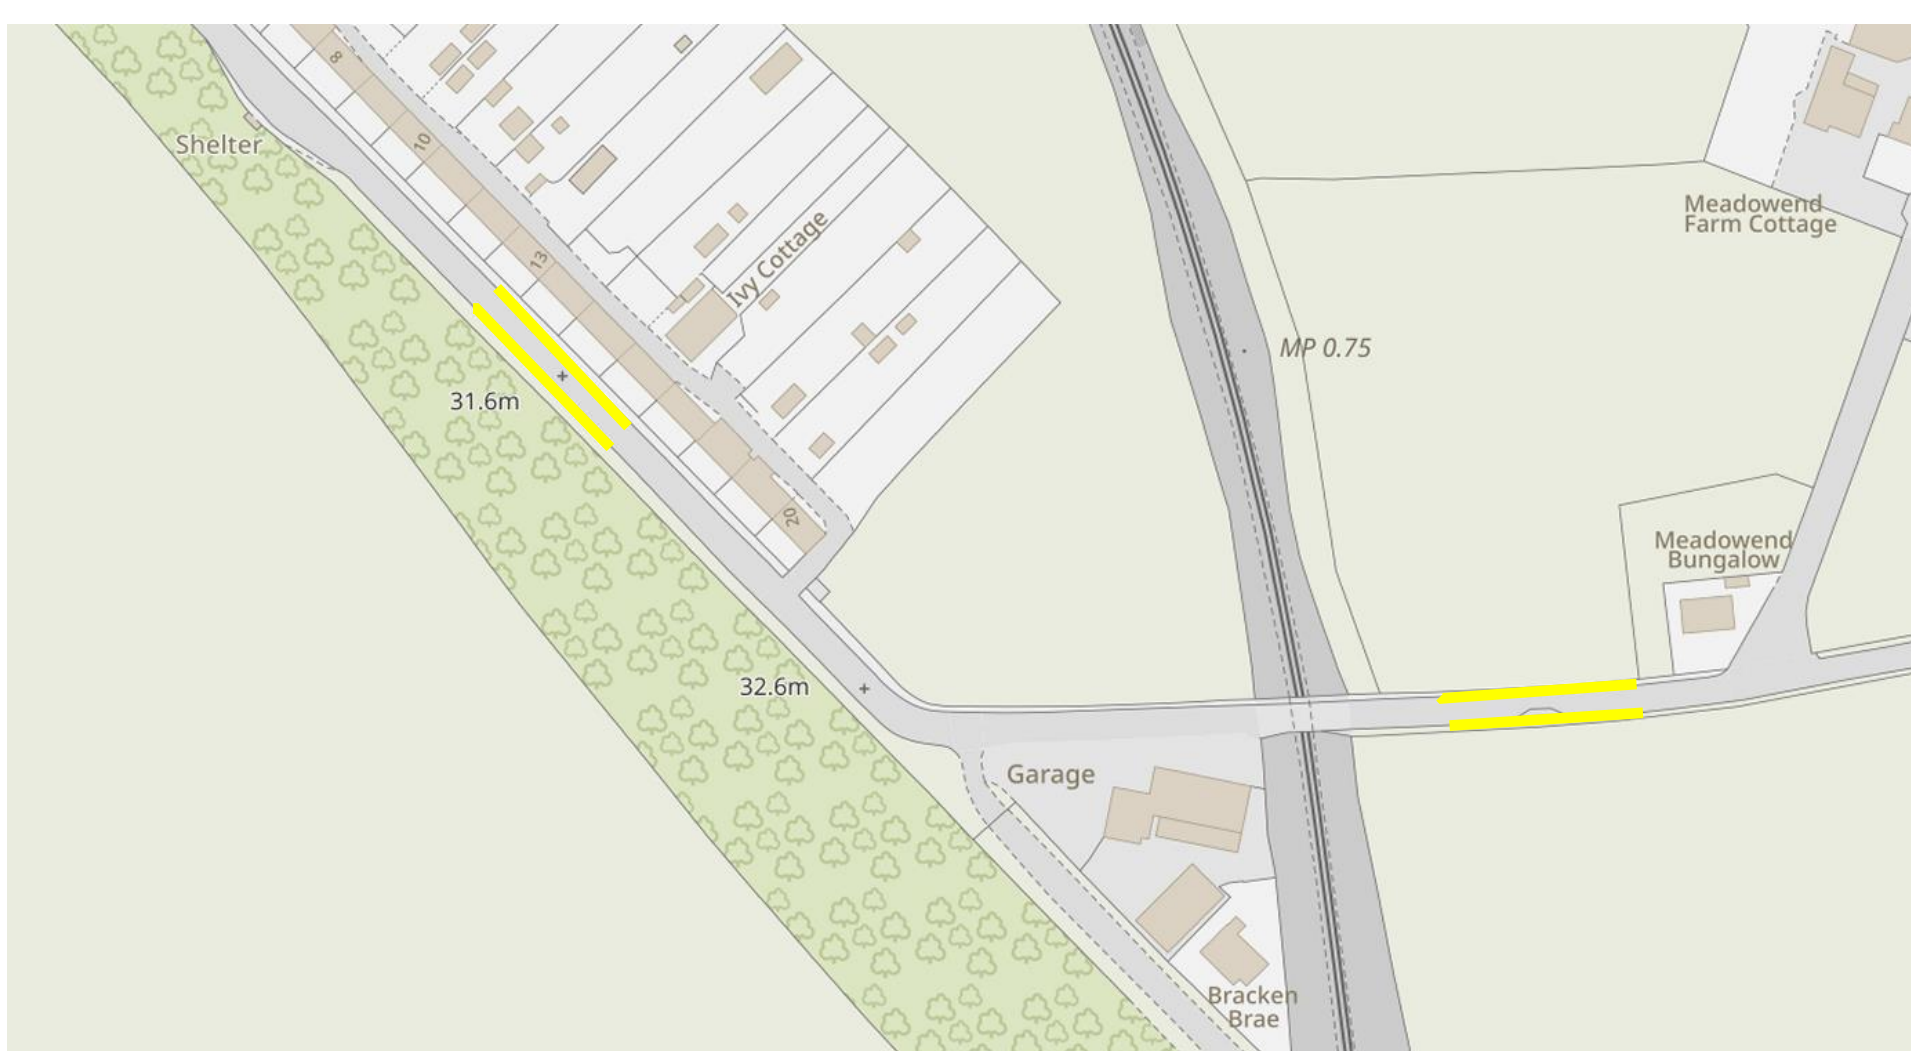 8
10
Shelter
13
Ivy Cottage
Meadowend
Farm Cottage
MP 0.75
31.6m
20
Meadowend
Bungalow
32.6m
Garage
Bracken
Brae